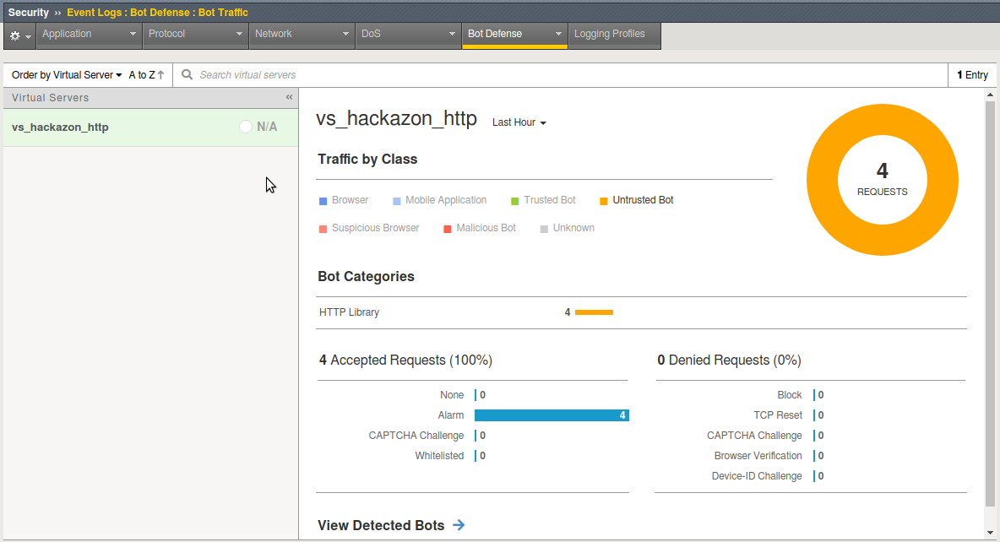 Security ›› Event Logs : Bot Defense : Bot Traffic
Application Protocol Network DoS Bot Defense Logging Profiles
Order by Virtual Server A to Z↑ Search virtual servers 1 Entry
Virtual Servers «
vs_hackazon_http N/A
vs_hackazon_http Last Hour
Traffic by Class
Browser Mobile Application Trusted Bot Untrusted Bot
Suspicious Browser Malicious Bot Unknown
4
REQUESTS
Bot Categories
HTTP Library 4
4 Accepted Requests (100%)
None 0
Alarm 4
CAPTCHA Challenge 0
Whitelisted 0
0 Denied Requests (0%)
Block 0
TCP Reset 0
CAPTCHA Challenge 0
Browser Verification 0
Device-ID Challenge 0
View Detected Bots →